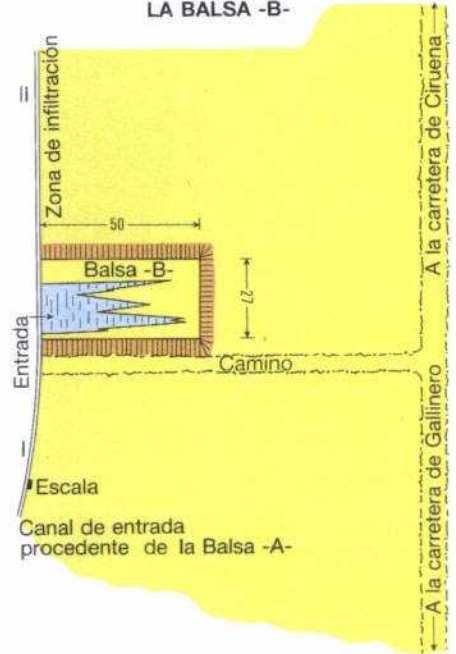 LA BALSA -B-
Zona de infiltración
A la carretera de Ciruena
50
Balsa -B-
27
Entrada
Camino
A la carretera de Gallinero
Escala
Canal de entrada
procedente de la Balsa -A-